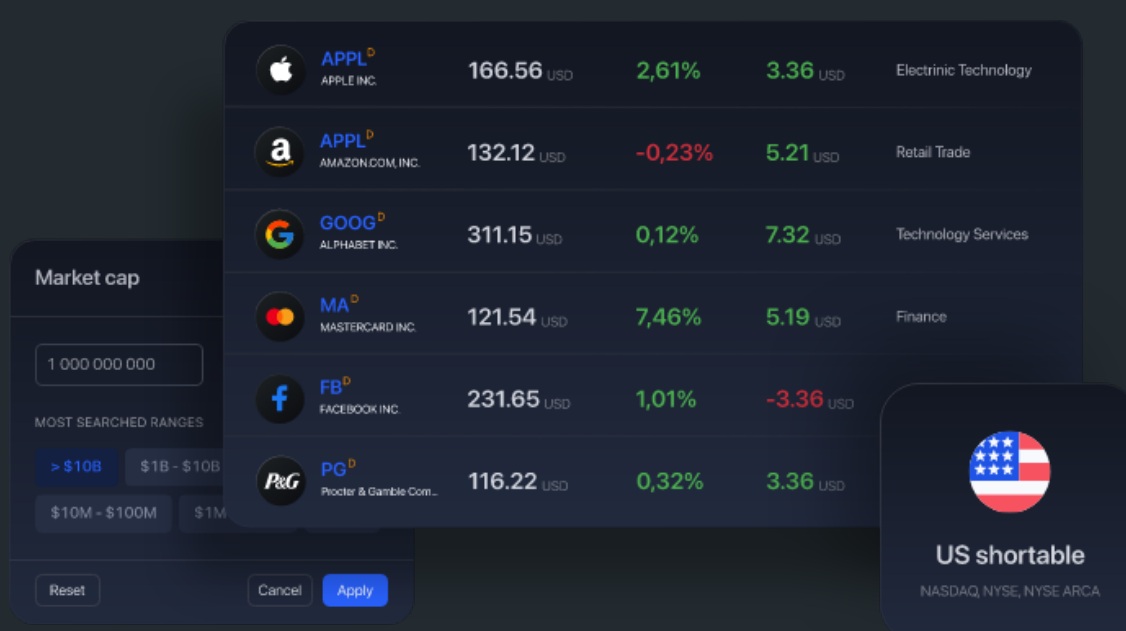 APPL D
APPLE INC.
166.56 USD
2,61%
3.36 USD
Electrinic Technology
a
APPL D
AMAZON.COM, INC.
132.12 USD
-0,23%
5.21 USD
Retail Trade
G
GOOG D
ALPHABET INC.
311.15 USD
0,12%
7.32 USD
Technology Services
MA D
MASTERCARD INC.
121.54 USD
7,46%
5.19 USD
Finance
f
FB D
FACEBOOK INC.
231.65 USD
1,01%
-3.36 USD
P&G
PG D
Procter & Gamble Com...
116.22 USD
0,32%
3.36 USD
Market cap
1 000 000 000
MOST SEARCHED RANGES
> $10B
$1B - $10B
$10M - $100M
$1M
Reset
Cancel
Apply
US shortable
NASDAQ, NYSE, NYSE ARCA